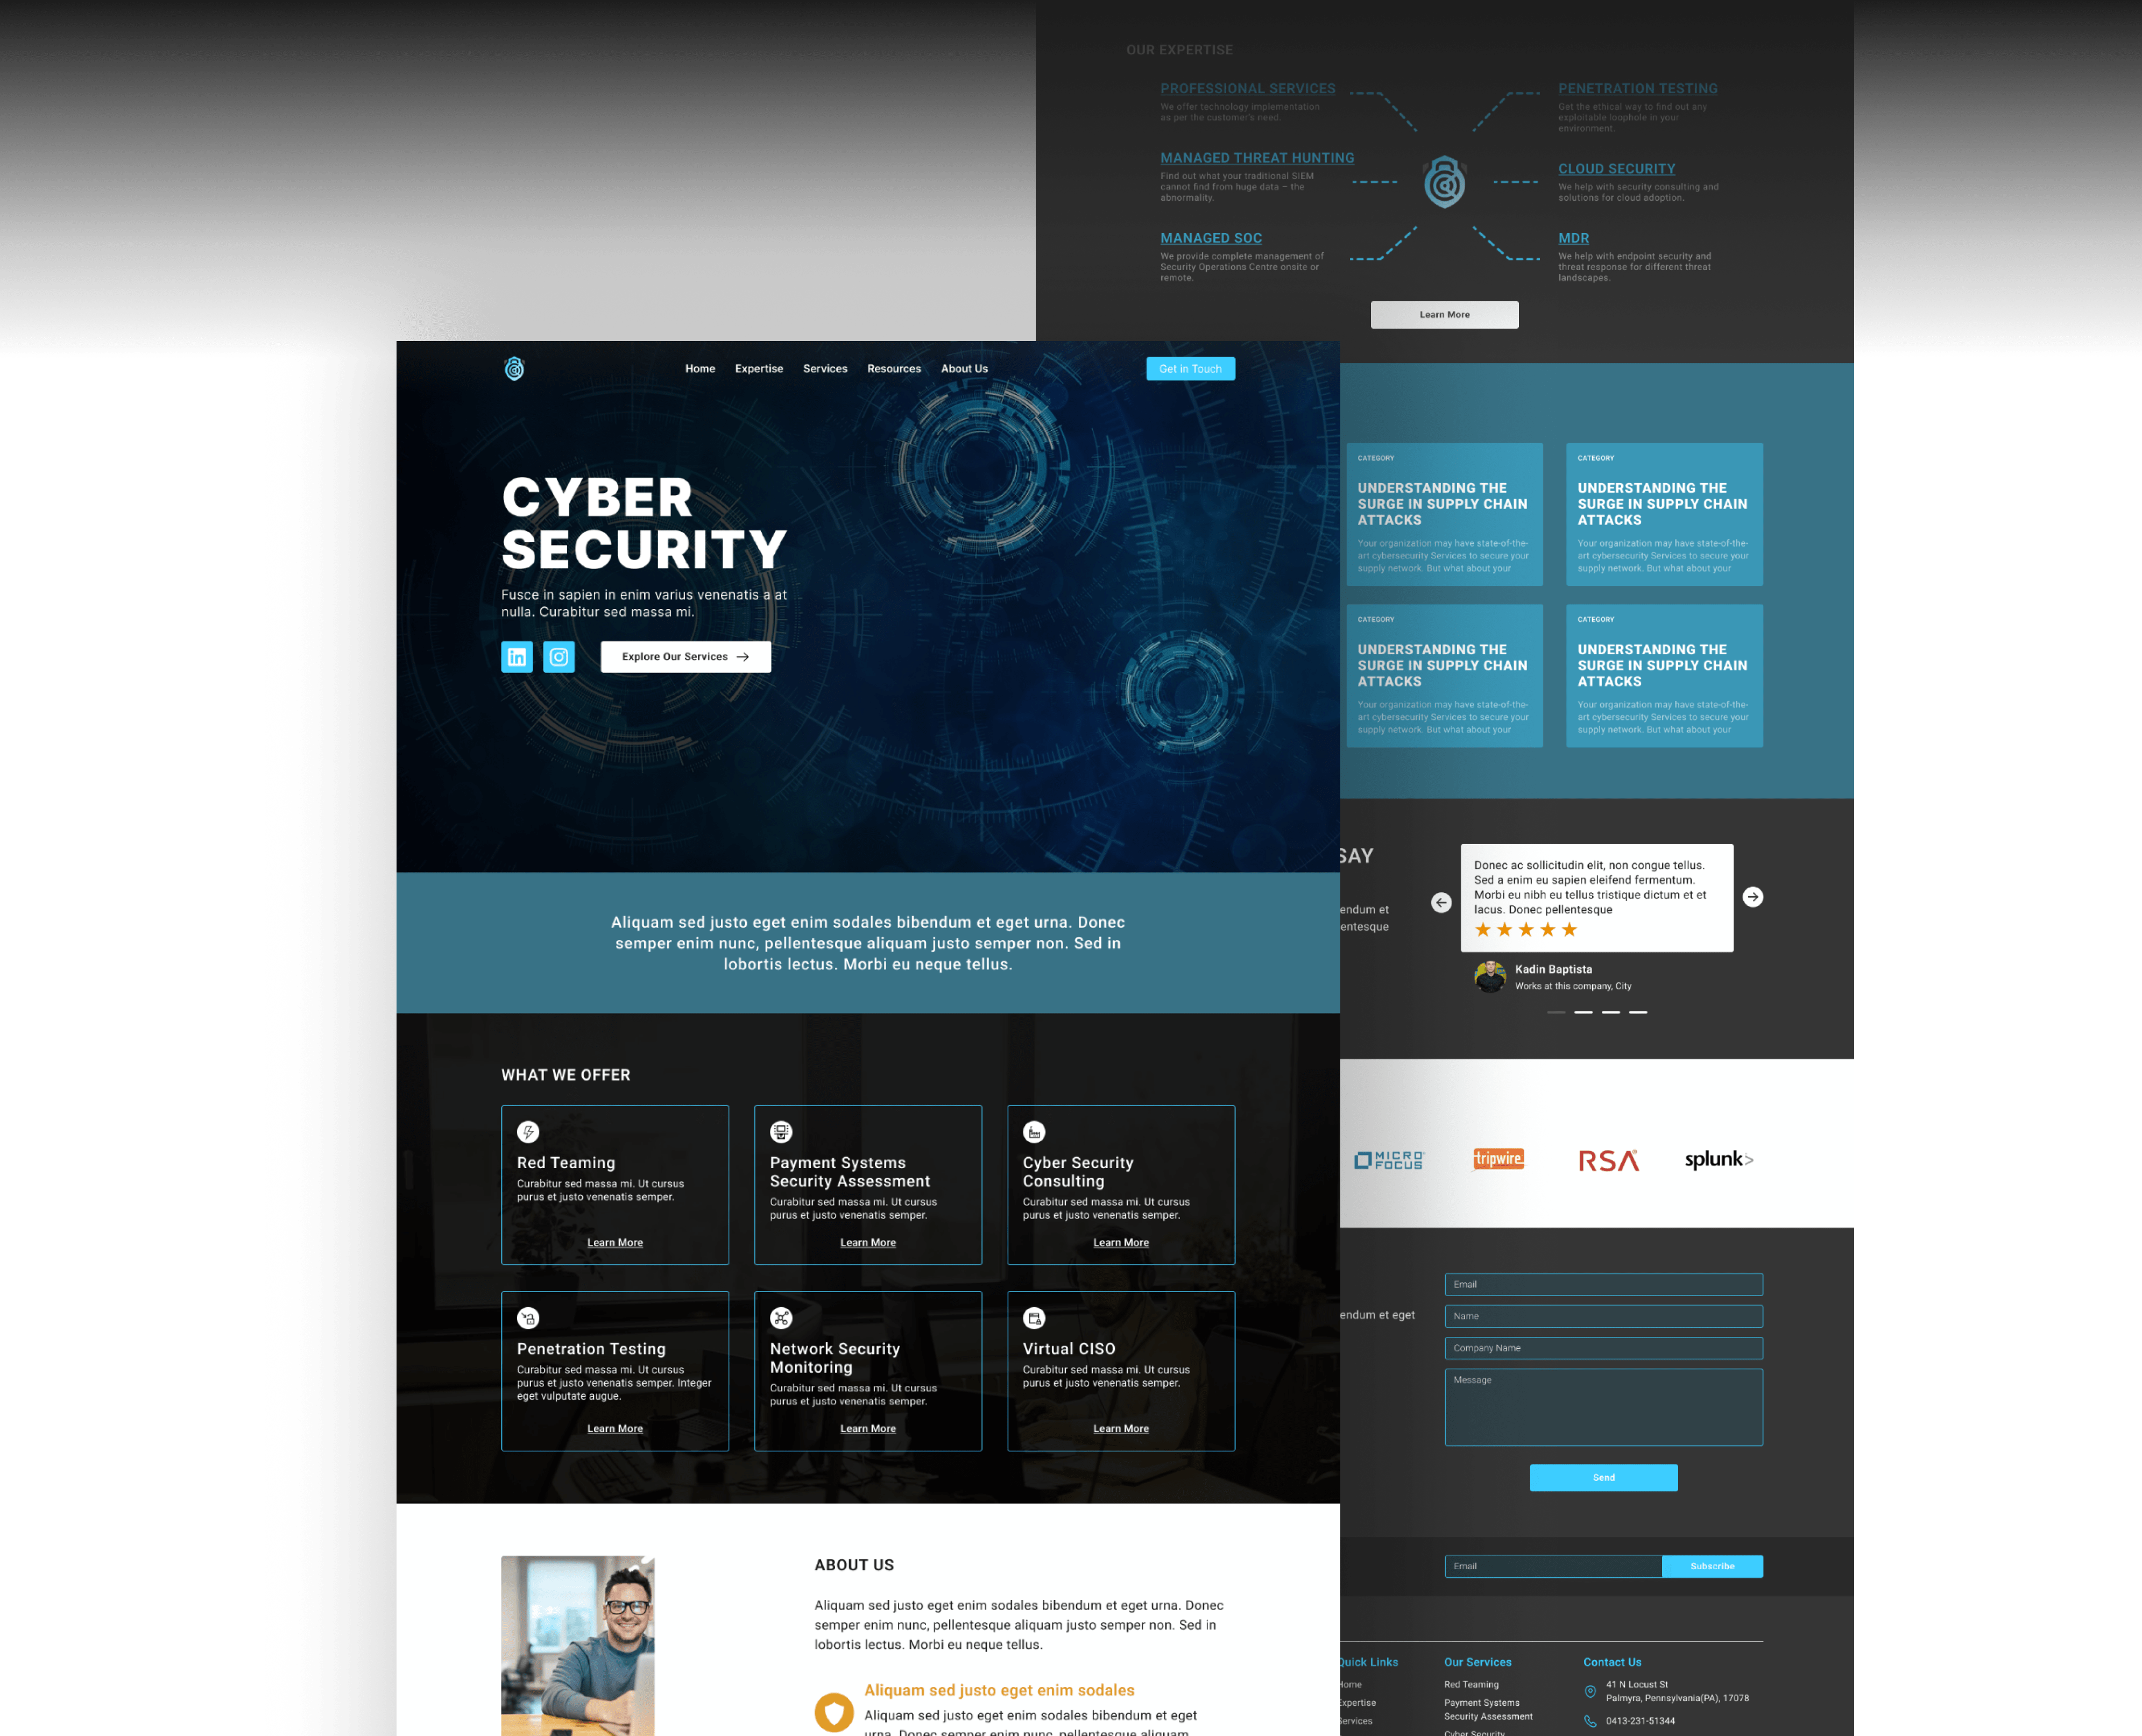 OUR EXPERTISE
PROFESSIONAL SERVICES
We offer technology implementation
as per the customer's need.
MANAGED THREAT HUNTING
Find out what your traditional SIEM
cannot find from huge data – the
abnormality.
MANAGED SOC
We provide complete management of
Security Operations Centre onsite or
remote.
PENETRATION TESTING
Get the ethical way to find out any
exploitable loophole in your
environment.
CLOUD SECURITY
We help with security consulting and
solutions for cloud adoption.
MDR
We help with endpoint security and
threat response for different threat
landscapes.
Learn More
Home Expertise Services Resources About Us
Get in Touch
CYBER
SECURITY
Fusce in sapien in enim varius venenatis a at
nulla. Curabitur sed massa mi.
in
Explore Our Services
Aliquam sed justo eget enim sodales bibendum et eget urna. Donec
semper enim nunc, pellentesque aliquam justo semper non. Sed in
lobortis lectus. Morbi eu neque tellus.
WHAT WE OFFER
Red Teaming
Curabitur sed massa mi. Ut cursus
purus et justo venenatis semper.
Learn More
Payment Systems
Security Assessment
Curabitur sed massa mi. Ut cursus
purus et justo venenatis semper.
Learn More
Cyber Security
Consulting
Curabitur sed massa mi. Ut cursus
purus et justo venenatis semper.
Learn More
Penetration Testing
Curabitur sed massa mi. Ut cursus
purus et justo venenatis semper. Integer
eget vulputate augue.
Learn More
Network Security
Monitoring
Curabitur sed massa mi. Ut cursus
purus et justo venenatis semper.
Learn More
Virtual CISO
Curabitur sed massa mi. Ut cursus
purus et justo venenatis semper.
Learn More
ABOUT US
Aliquam sed justo eget enim sodales bibendum et eget urna. Donec
semper enim nunc, pellentesque aliquam justo semper non. Sed in
lobortis lectus. Morbi eu neque tellus.
Aliquam sed justo eget enim sodales
Aliquam sed justo eget enim sodales bibendum et eget
urna. Donec semper enim nunc, pellentesque aliquam
CATEGORY
UNDERSTANDING THE
SURGE IN SUPPLY CHAIN
ATTACKS
Your organization may have state-of-the-
art cybersecurity Services to secure your
supply network. But what about your
CATEGORY
UNDERSTANDING THE
SURGE IN SUPPLY CHAIN
ATTACKS
Your organization may have state-of-the-
art cybersecurity Services to secure your
supply network. But what about your
CATEGORY
UNDERSTANDING THE
SURGE IN SUPPLY CHAIN
ATTACKS
Your organization may have state-of-the-
art cybersecurity Services to secure your
supply network. But what about your
CATEGORY
UNDERSTANDING THE
SURGE IN SUPPLY CHAIN
ATTACKS
Your organization may have state-of-the-
art cybersecurity Services to secure your
supply network. But what about your
SAY
endum et
entesque
Donec ac sollicitudin elit, non congue tellus.
Sed a enim eu sapien eleifend fermentum.
Morbi eu nibh eu tellus tristique dictum et et
lacus. Donec pellentesque
Kadin Baptista
Works at this company, City
MICRO
FOCUS
tripwire
RSA
splunk>
endum et eget
Email
Name
Company Name
Message
Send
Email
Subscribe
Quick Links
Home
Expertise
Services
Our Services
Red Teaming
Payment Systems
Security Assessment
Cyber Security
Contact Us
41 N Locust St
Palmyra, Pennsylvania(PA), 17078
0413-231-51344